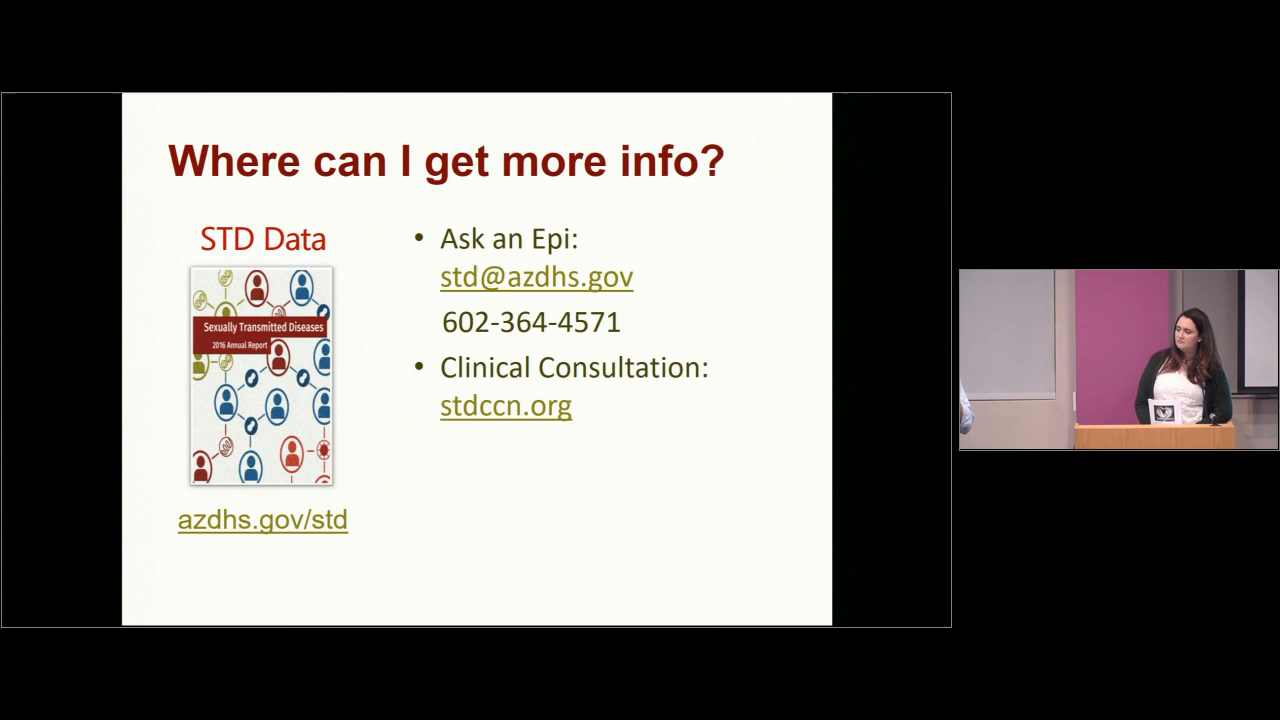 Where can I get more info?
STD Data
Sexually Transmitted Diseases
2016 Annual Report
azdhs.gov/std
• Ask an Epi:
std@azdhs.gov
602-364-4571
• Clinical Consultation:
stdccn.org